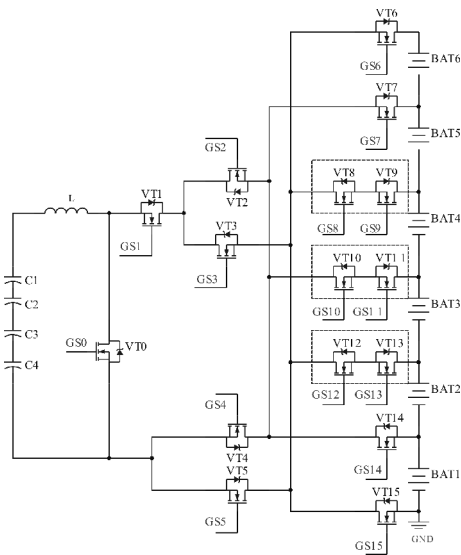 VT6
GS6
BAT6
VT7
GS7
BAT5
GS2
VT2
VT8
VT9
GS8
GS9
L
VT1
GS1
VT3
GS3
BAT4
VT10
VT11
GS10
GS11
C1
C2
C3
C4
BAT3
GS0
VT0
VT12
VT13
GS12
GS13
BAT2
GS4
VT4
VT14
GS14
VT5
GS5
BAT1
VT15
GS15
GND